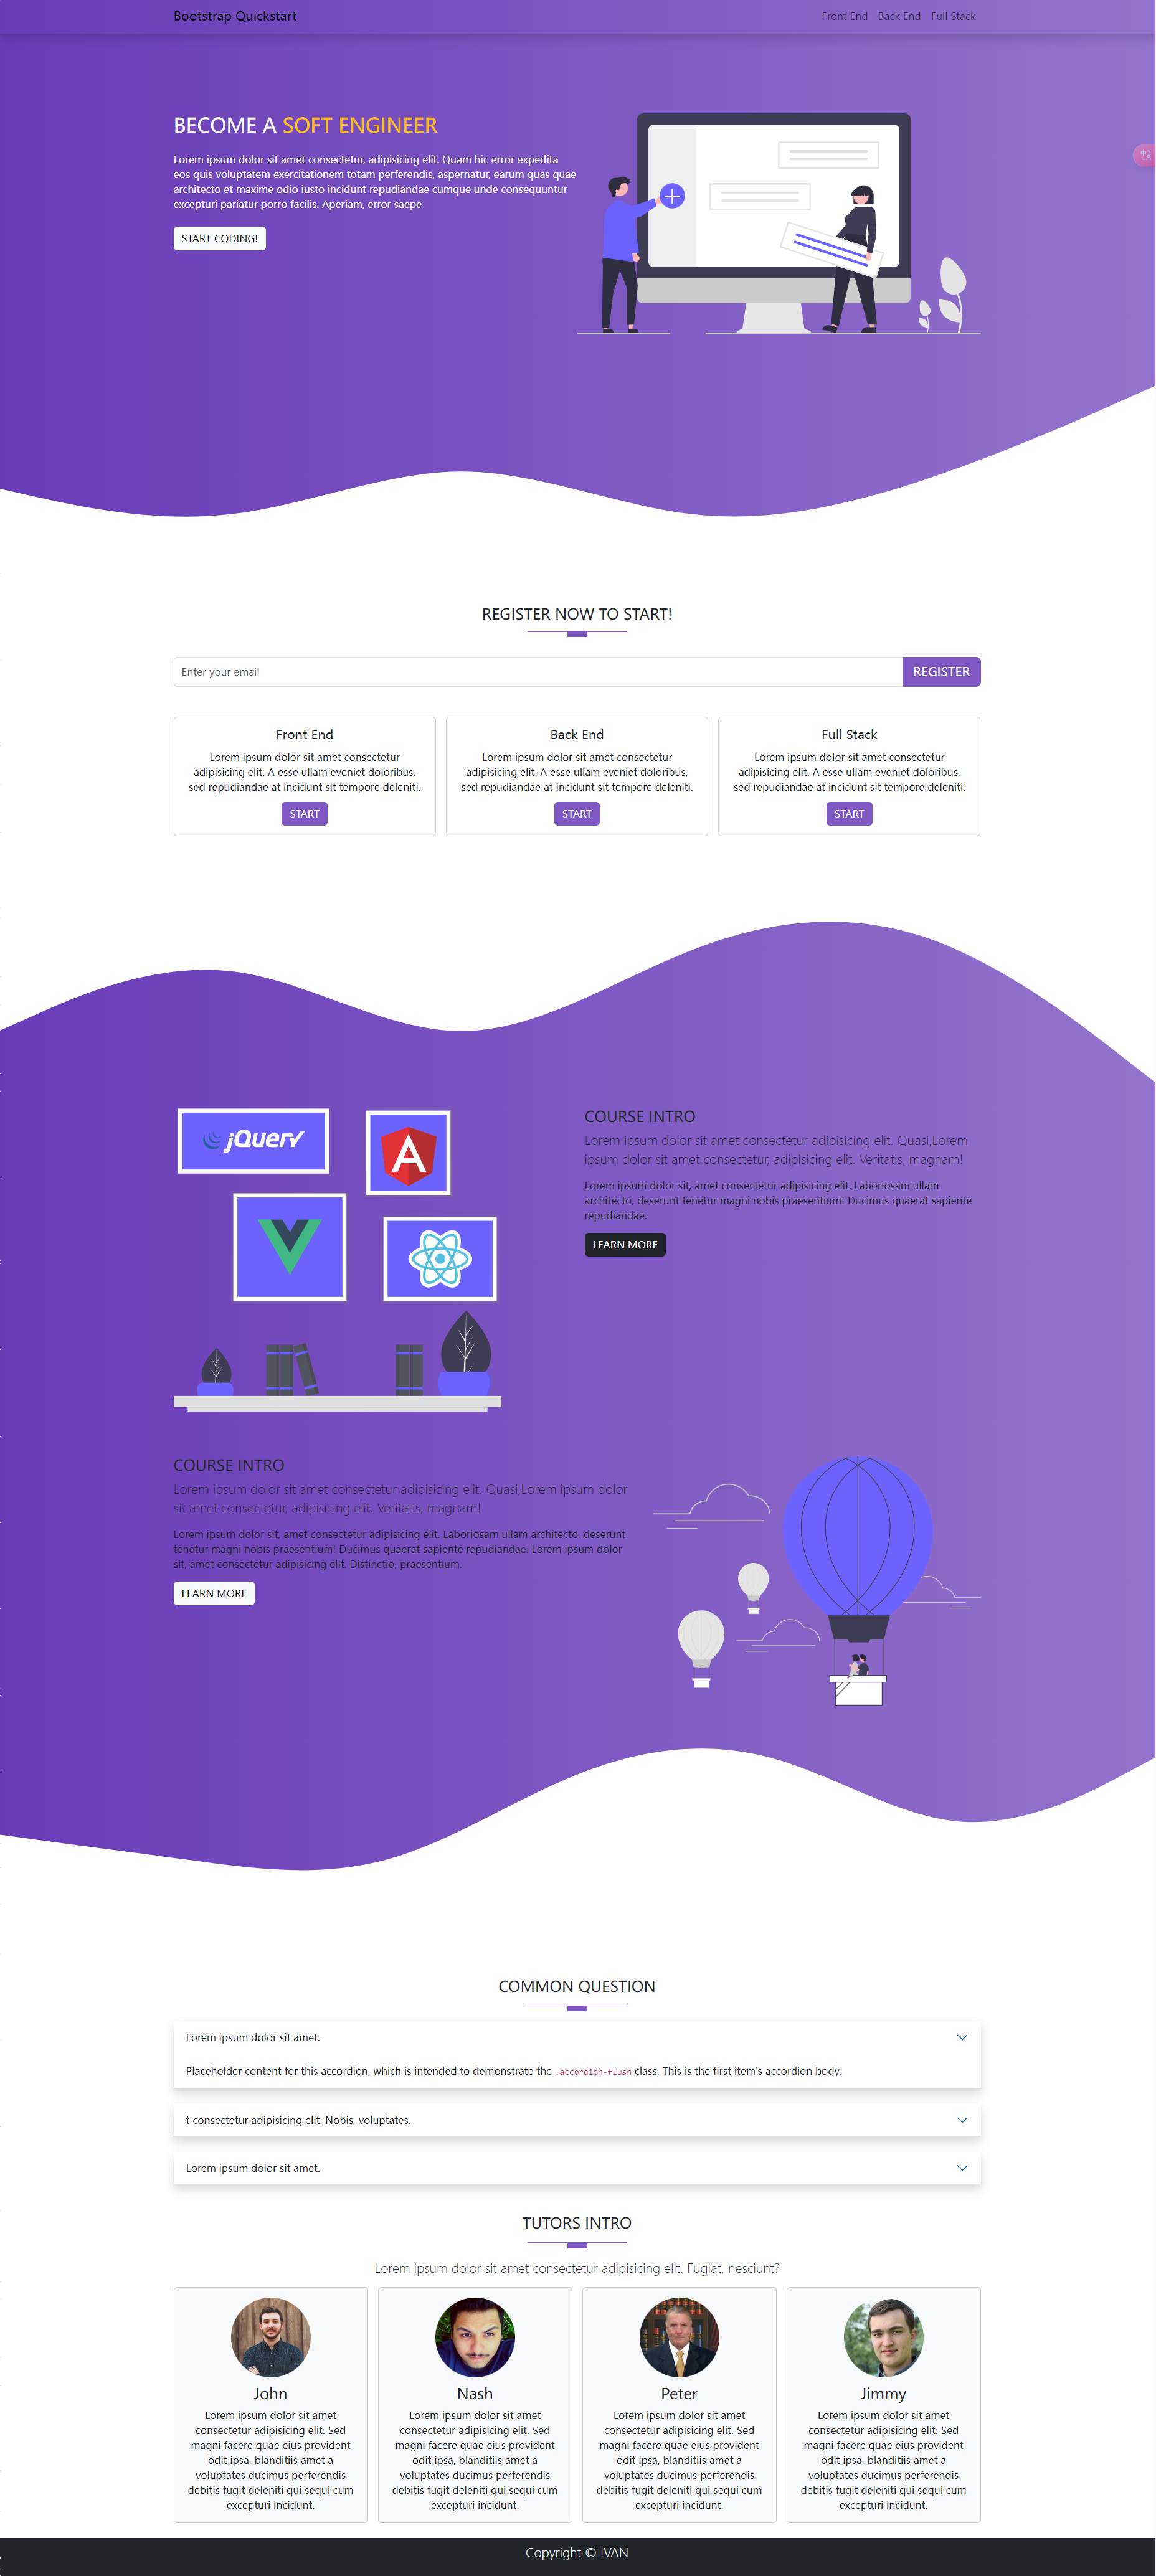 Bootstrap Quickstart
Front End Back End Full Stack
BECOME A SOFT ENGINEER
Lorem ipsum dolor sit amet consectetur, adipisicing elit. Quam hic error expedita
eos quis voluptatem exercitationem totam perferendis, aspernatur, earum quas quae
architecto et maxime odio iusto incidunt repudiandae cumque unde consequuntur
excepturi pariatur porro facilis. Aperiam, error saepe
START CODING!
REGISTER NOW TO START!
Enter your email
REGISTER
Front End
Lorem ipsum dolor sit amet consectetur
adipisicing elit. A esse ullam eveniet doloribus,
sed repudiandae at incidunt sit tempore deleniti.
START
Back End
Lorem ipsum dolor sit amet consectetur
adipisicing elit. A esse ullam eveniet doloribus,
sed repudiandae at incidunt sit tempore deleniti.
START
Full Stack
Lorem ipsum dolor sit amet consectetur
adipisicing elit. A esse ullam eveniet doloribus,
sed repudiandae at incidunt sit tempore deleniti.
START
jQuery
A
COURSE INTRO
Lorem ipsum dolor sit amet consectetur adipisicing elit. Quasi,Lorem
ipsum dolor sit amet consectetur, adipisicing elit. Veritatis, magnam!
Lorem ipsum dolor sit, amet consectetur adipisicing elit. Laboriosam ullam
architecto, deserunt tenetur magni nobis praesentium! Ducimus quaerat sapiente
repudiandae.
LEARN MORE
COURSE INTRO
Lorem ipsum dolor sit amet consectetur adipisicing elit. Quasi,Lorem ipsum dolor
sit amet consectetur, adipisicing elit. Veritatis, magnam!
Lorem ipsum dolor sit, amet consectetur adipisicing elit. Laboriosam ullam architecto, deserunt
tenetur magni nobis praesentium! Ducimus quaerat sapiente repudiandae. Lorem ipsum dolor
sit, amet consectetur adipisicing elit. Distinctio, praesentium.
LEARN MORE
COMMON QUESTION
Lorem ipsum dolor sit amet.
Placeholder content for this accordion, which is intended to demonstrate the .accordion-flush class. This is the first item's accordion body.
t consectetur adipisicing elit. Nobis, voluptates.
Lorem ipsum dolor sit amet.
TUTORS INTRO
Lorem ipsum dolor sit amet consectetur adipisicing elit. Fugiat, nesciunt?
John
Lorem ipsum dolor sit amet
consectetur adipisicing elit. Sed
magni facere quae eius provident
odit ipsa, blanditiis amet a
voluptates ducimus perferendis
debitis fugit deleniti qui sequi cum
excepturi incidunt.
Nash
Lorem ipsum dolor sit amet
consectetur adipisicing elit. Sed
magni facere quae eius provident
odit ipsa, blanditiis amet a
voluptates ducimus perferendis
debitis fugit deleniti qui sequi cum
excepturi incidunt.
Peter
Lorem ipsum dolor sit amet
consectetur adipisicing elit. Sed
magni facere quae eius provident
odit ipsa, blanditiis amet a
voluptates ducimus perferendis
debitis fugit deleniti qui sequi cum
excepturi incidunt.
Jimmy
Lorem ipsum dolor sit amet
consectetur adipisicing elit. Sed
magni facere quae eius provident
odit ipsa, blanditiis amet a
voluptates ducimus perferendis
debitis fugit deleniti qui sequi cum
excepturi incidunt.
Copyright © IVAN